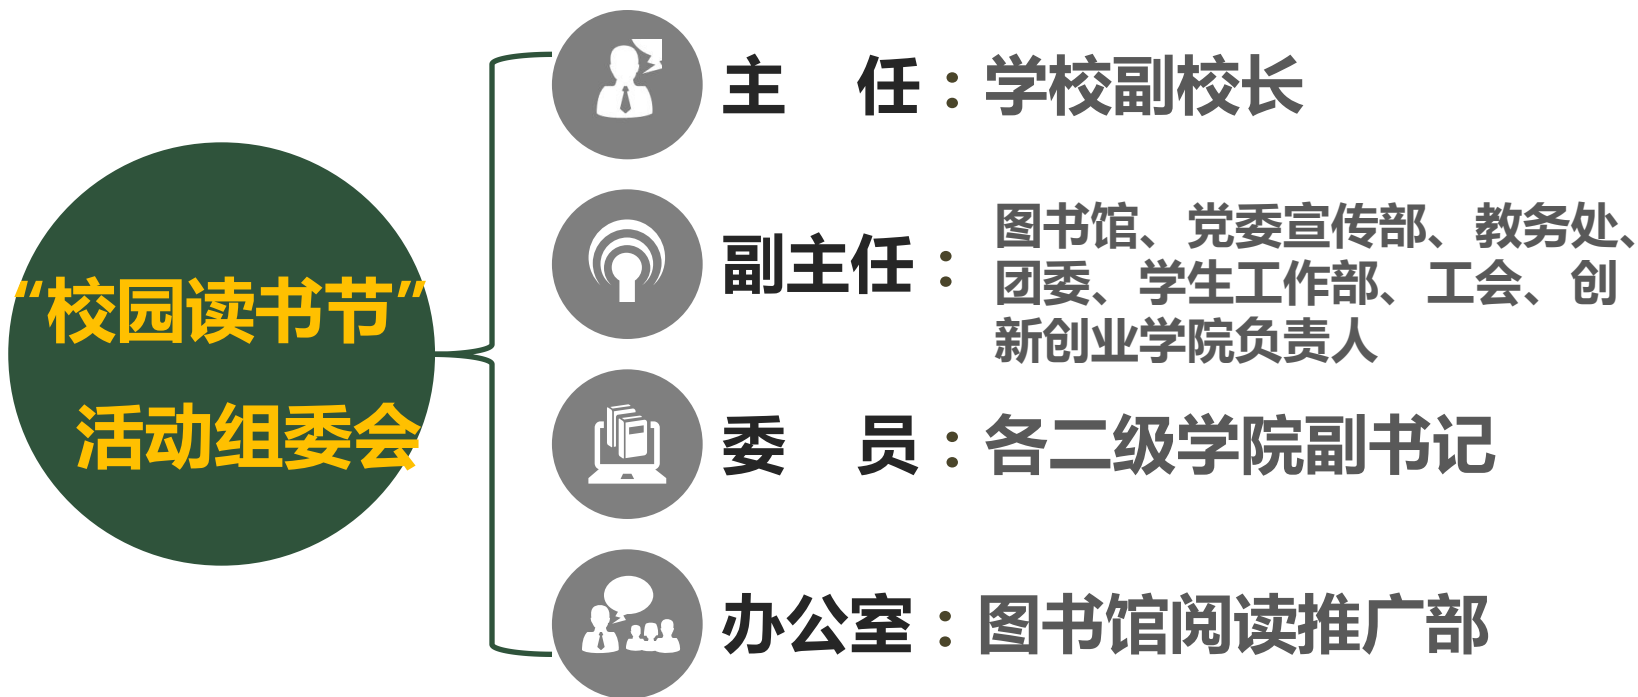 “校园读书节”
活动组委会
主　任：学校副校长
副主任：
图书馆、党委宣传部、教务处、
团委、学生工作部、工会、创
新创业学院负责人
委　员：各二级学院副书记
办公室：图书馆阅读推广部